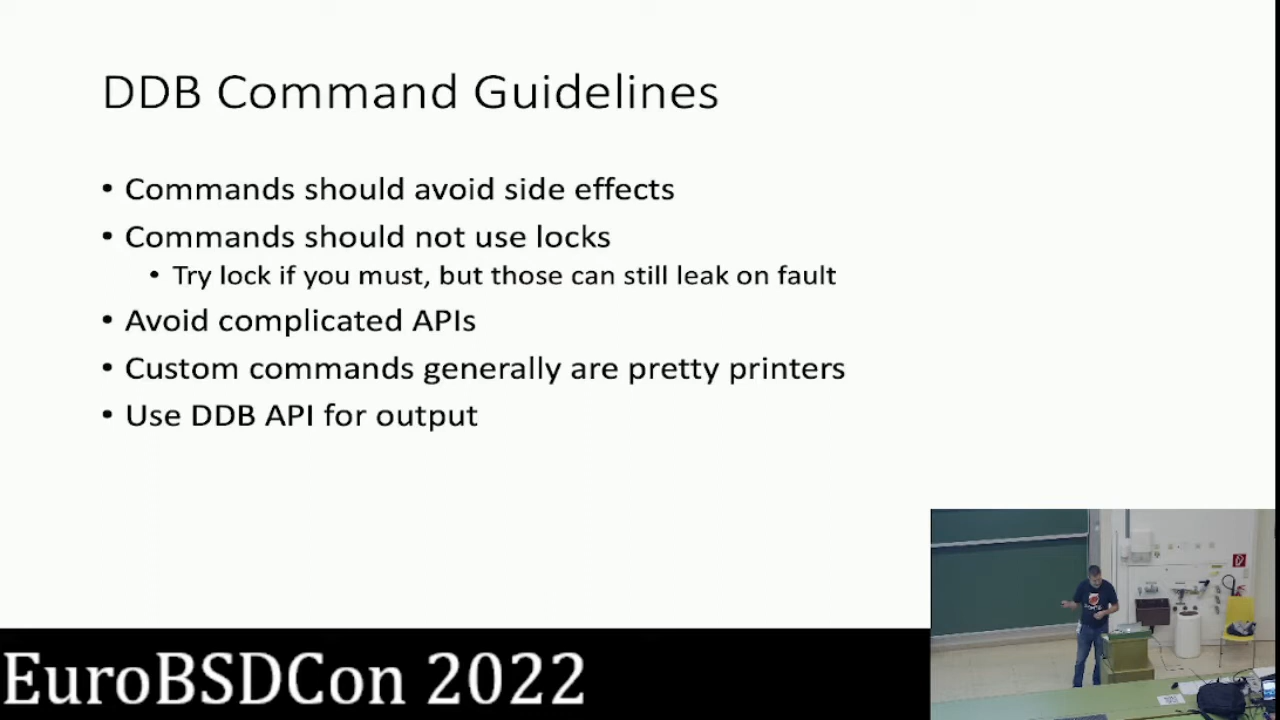 DDB Command Guidelines
• Commands should avoid side effects
• Commands should not use locks
• Try lock if you must, but those can still leak on fault
• Avoid complicated APIs
• Custom commands generally are pretty printers
• Use DDB API for output
EuroBSDCon 2022